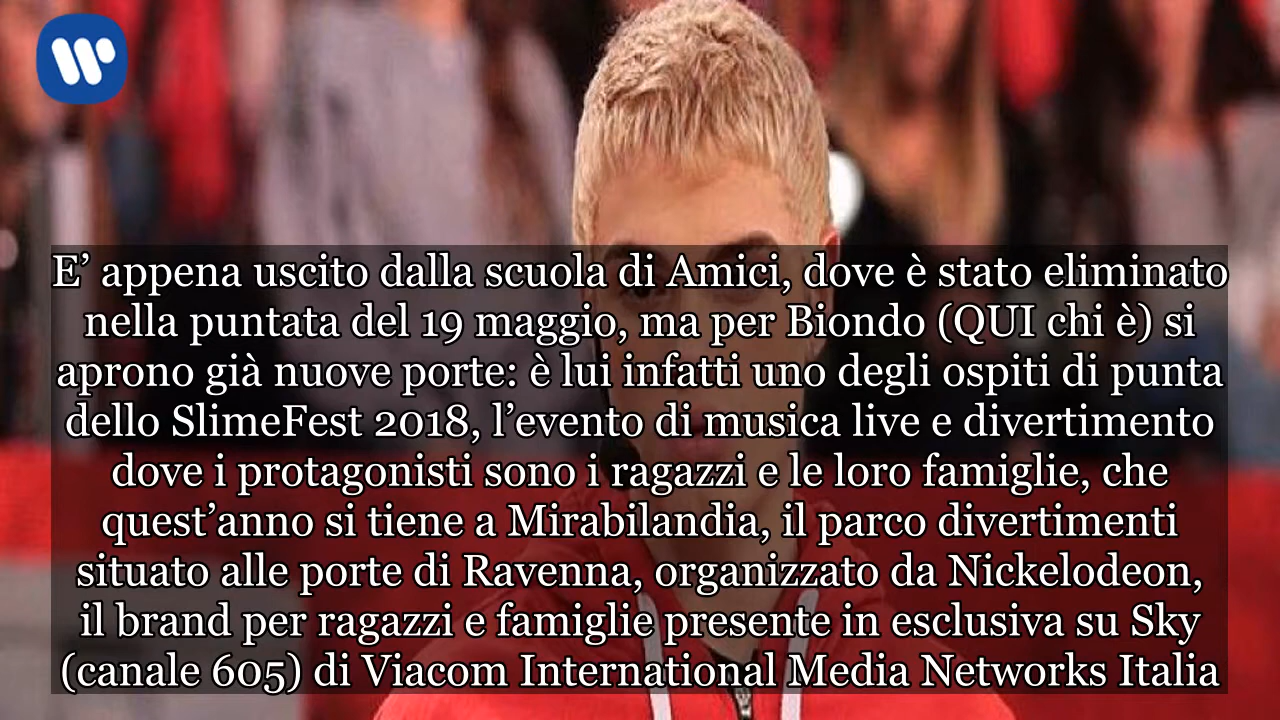 E’ appena uscito dalla scuola di Amici, dove è stato eliminato
nella puntata del 19 maggio, ma per Biondo (QUI chi è) si
aprono già nuove porte: è lui infatti uno degli ospiti di punta
dello SlimeFest 2018, l’evento di musica live e divertimento
dove i protagonisti sono i ragazzi e le loro famiglie, che
quest’anno si tiene a Mirabilandia, il parco divertimenti
situato alle porte di Ravenna, organizzato da Nickelodeon,
il brand per ragazzi e famiglie presente in esclusiva su Sky
(canale 605) di Viacom International Media Networks Italia